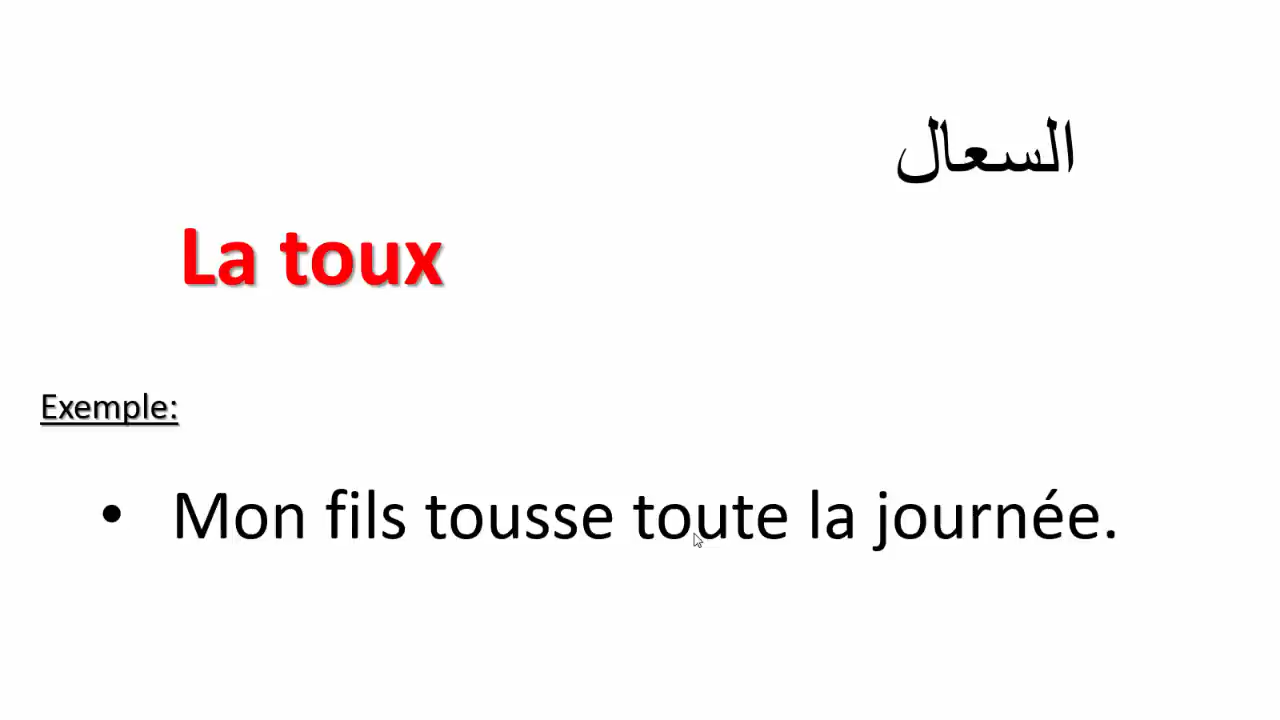 السعال
La toux
Exemple:
• Mon fils tousse toute la journée.